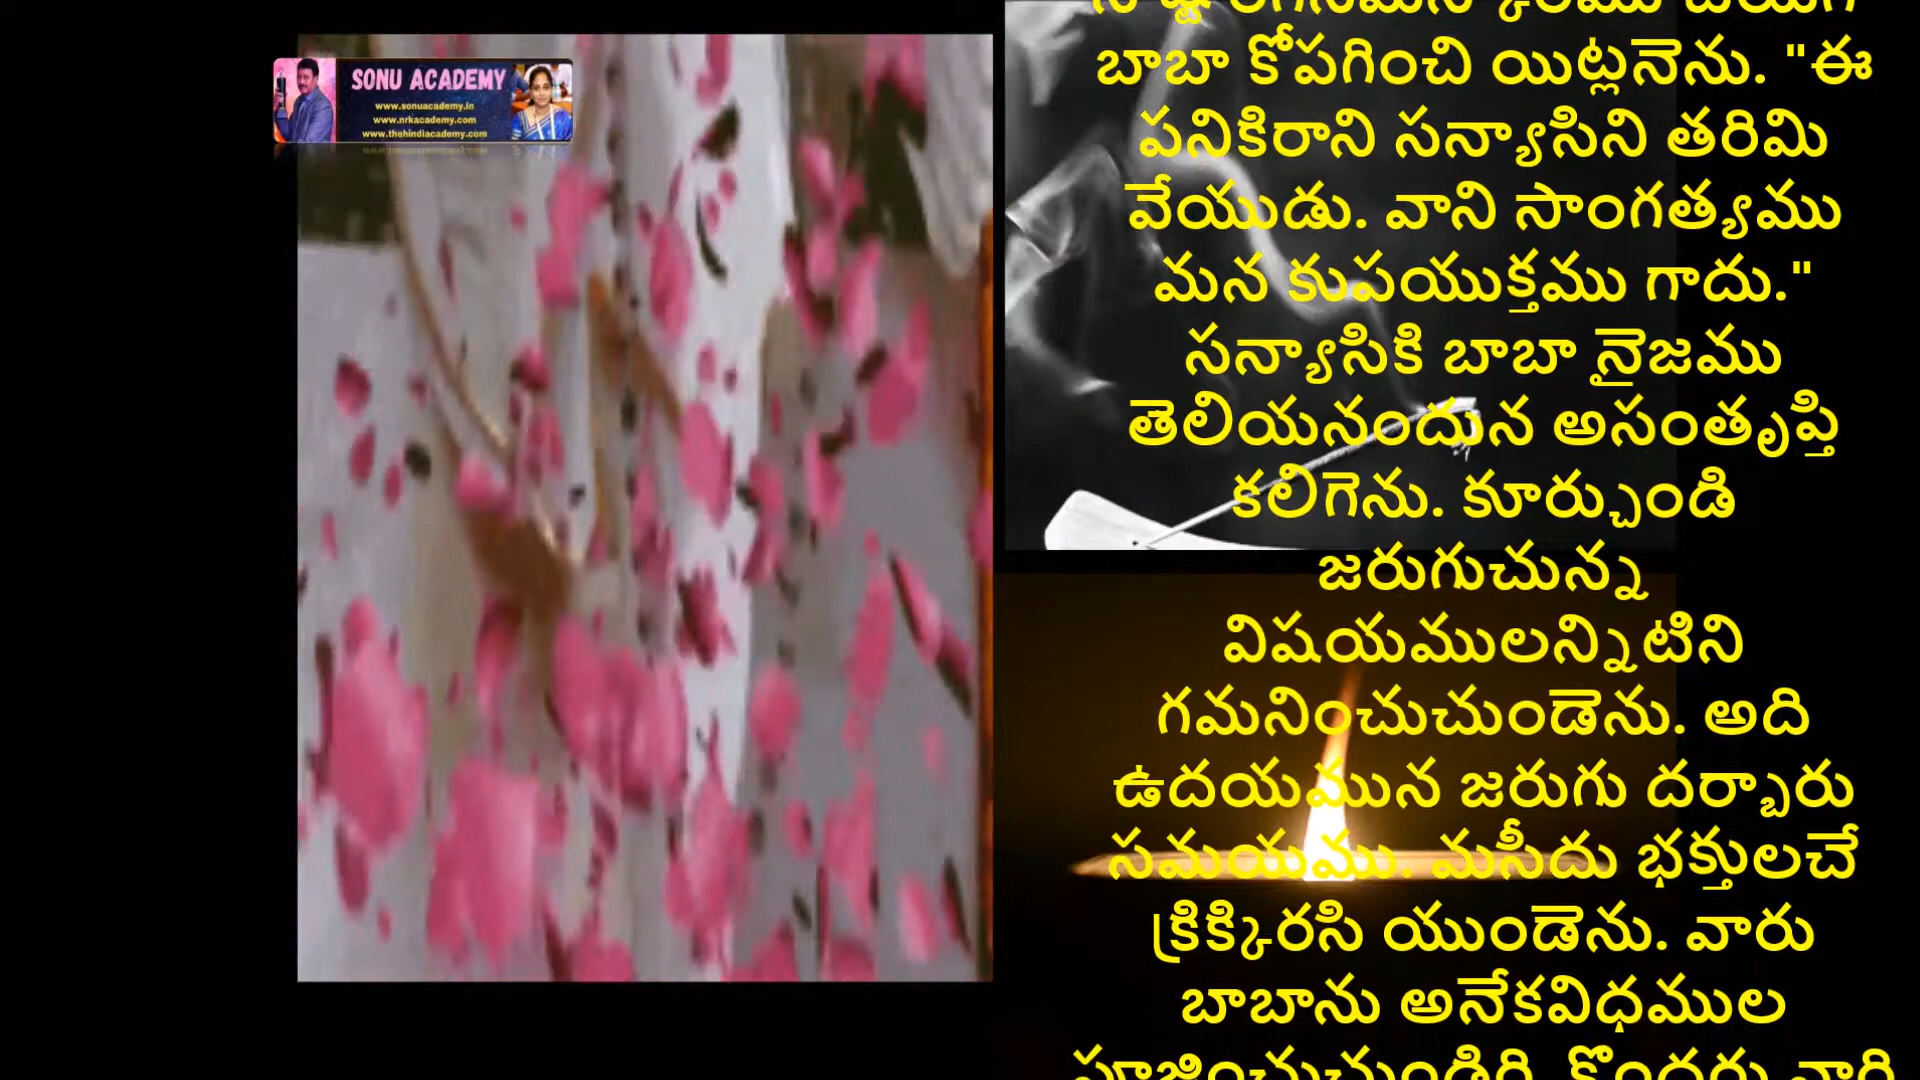 SONU ACADEMY
www.sonuacademy.in
www.nrkacademy.com
www.thehindiacademy.com
బాబా కోపగించి యిట్లనెను. "ఈ
పనికిరాని సన్యాసిని తరిమి
వేయుడు. వాని సాంగత్యము
మన కుపయుక్తము గాదు."
సన్యాసికి బాబా నైజము
తెలియనందున అసంతృప్తి
కలిగెను. కూర్చుండి
జరుగుచున్న
విషయములన్నిటిని
గమనించుచుండెను. అది
ఉదయమున జరుగు దర్బారు
సమయము. మసీదు భక్తులచే
క్రిక్కిరసి యుండెను. వారు
బాబాను అనేకవిధముల
పూజించుచుండిరి. కొందరు వారి